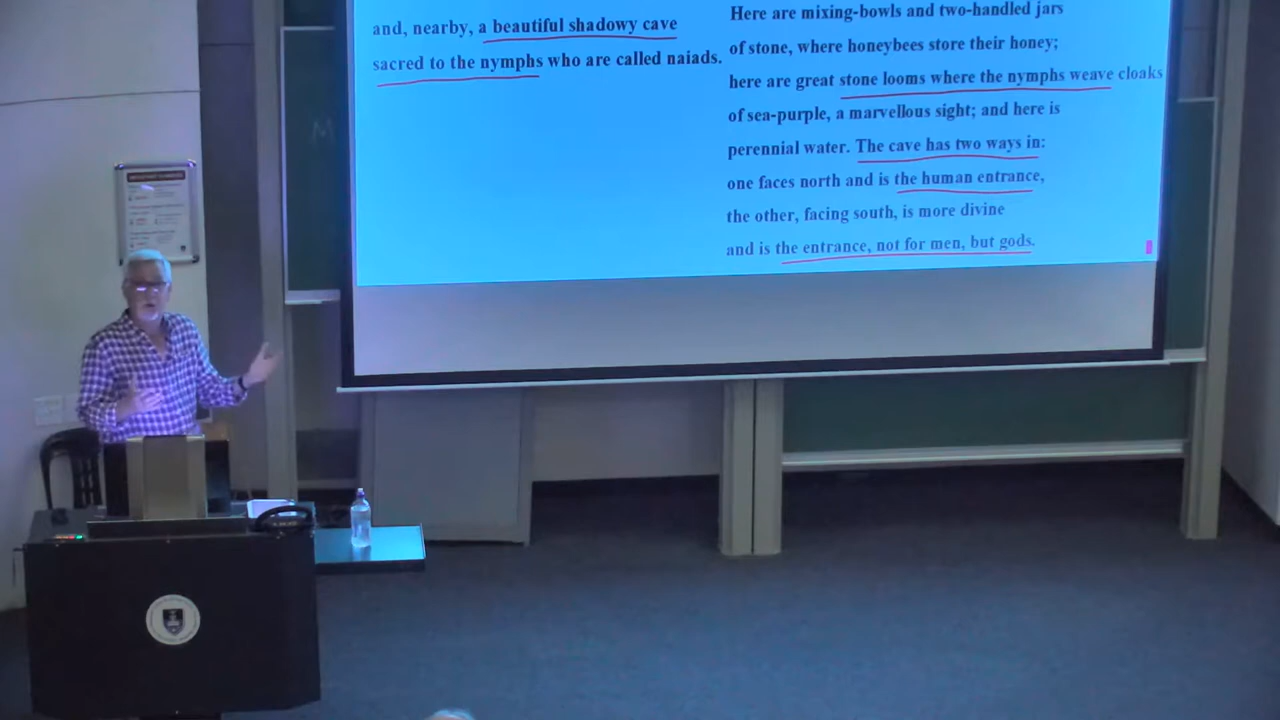 and, nearby, a beautiful shadowy cave
sacred to the nymphs who are called naiads.
Here are mixing-bowls and two-handled jars
of stone, where honeybees store their honey;
here are great stone looms where the nymphs weave cloaks
of sea-purple, a marvellous sight; and here is
perennial water. The cave has two ways in:
one faces north and is the human entrance,
the other, facing south, is more divine
and is the entrance, not for men, but gods.